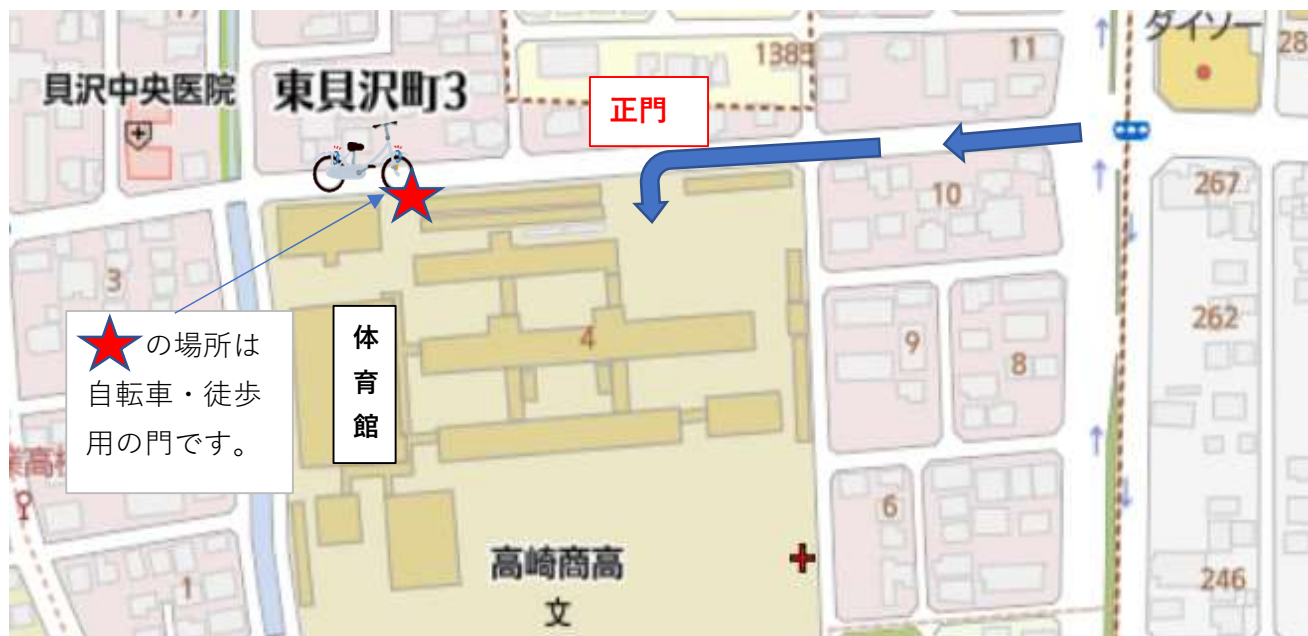 ダイソー
1385
11
28
貝沢中央医院
東貝沢町3
正門
10
267
3
262
★の場所は
自転車・徒歩
用の門です。
体
育
館
4
9
8
6
高崎商高
文
1
246